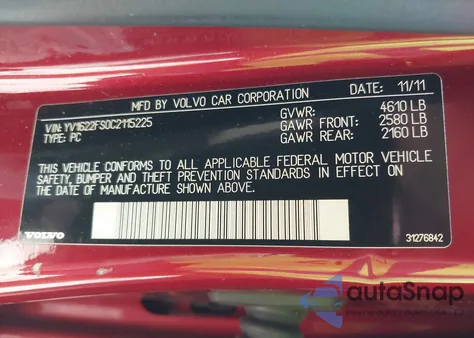 MFD BY VOLVO CAR CORPORATION DATE: 11/11
VIN: YV1622FS0C2115225 GVWR: 4610 LB
TYPE: PC GAWR FRONT: 2580 LB
GAWR REAR: 2160 LB
THIS VEHICLE CONFORMS TO ALL APPLICABLE FEDERAL MOTOR VEHICLE
SAFETY, BUMPER AND THEFT PREVENTION STANDARDS IN EFFECT ON
THE DATE OF MANUFACTURE SHOWN ABOVE.
VOLVO 31276842
autoSnap